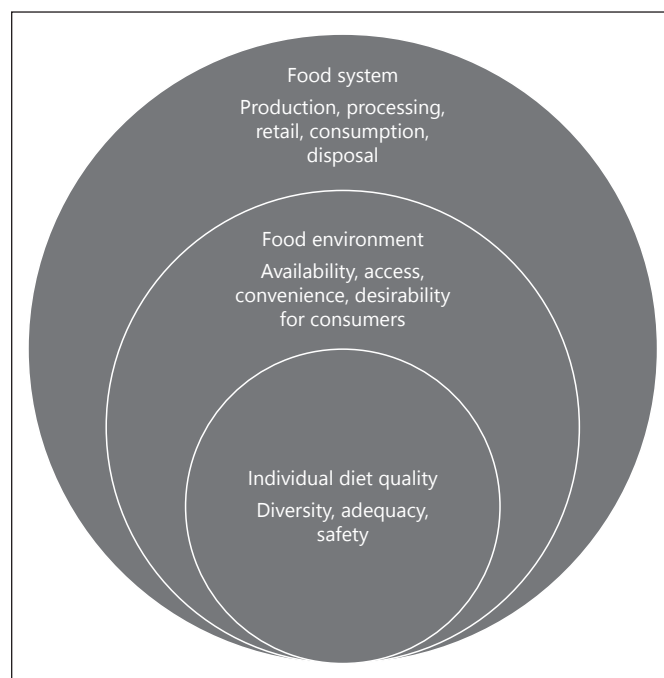 Food system
Production, processing,
retail, consumption,
disposal
Food environment
Availability, access,
convenience, desirability
for consumers
Individual diet quality
Diversity, adequacy,
safety